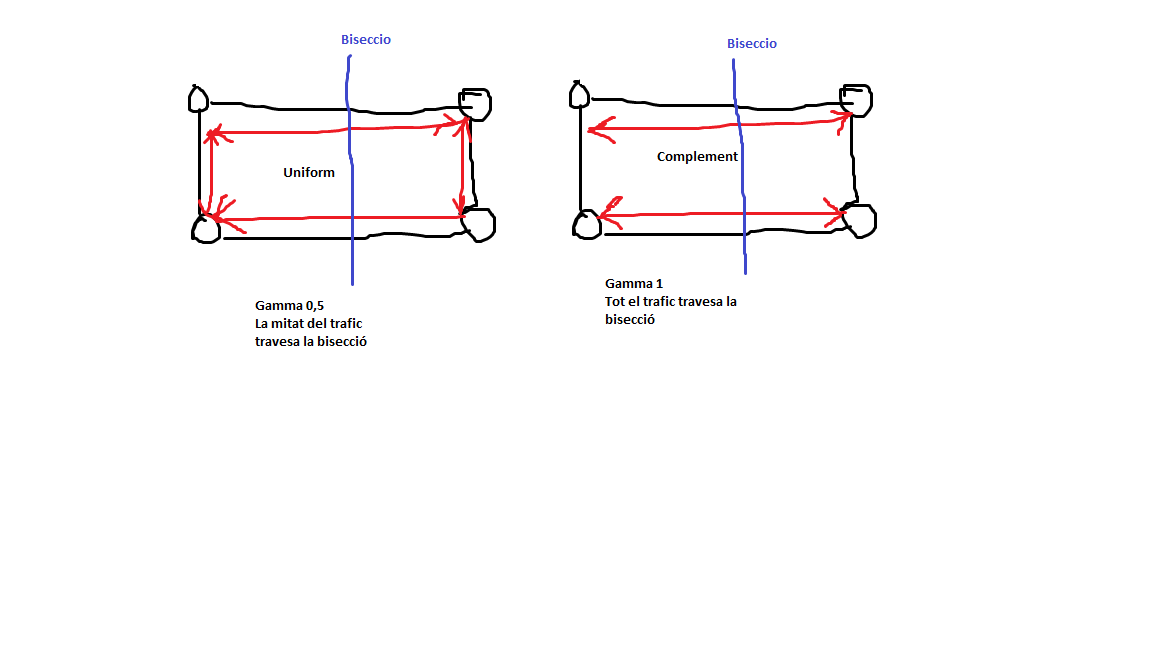 Biseccio
Uniform
Gamma 0,5
La mitat del trafic
travesa la bisecció
Biseccio
Complement
Gamma 1
Tot el trafic travesa la
bisecció